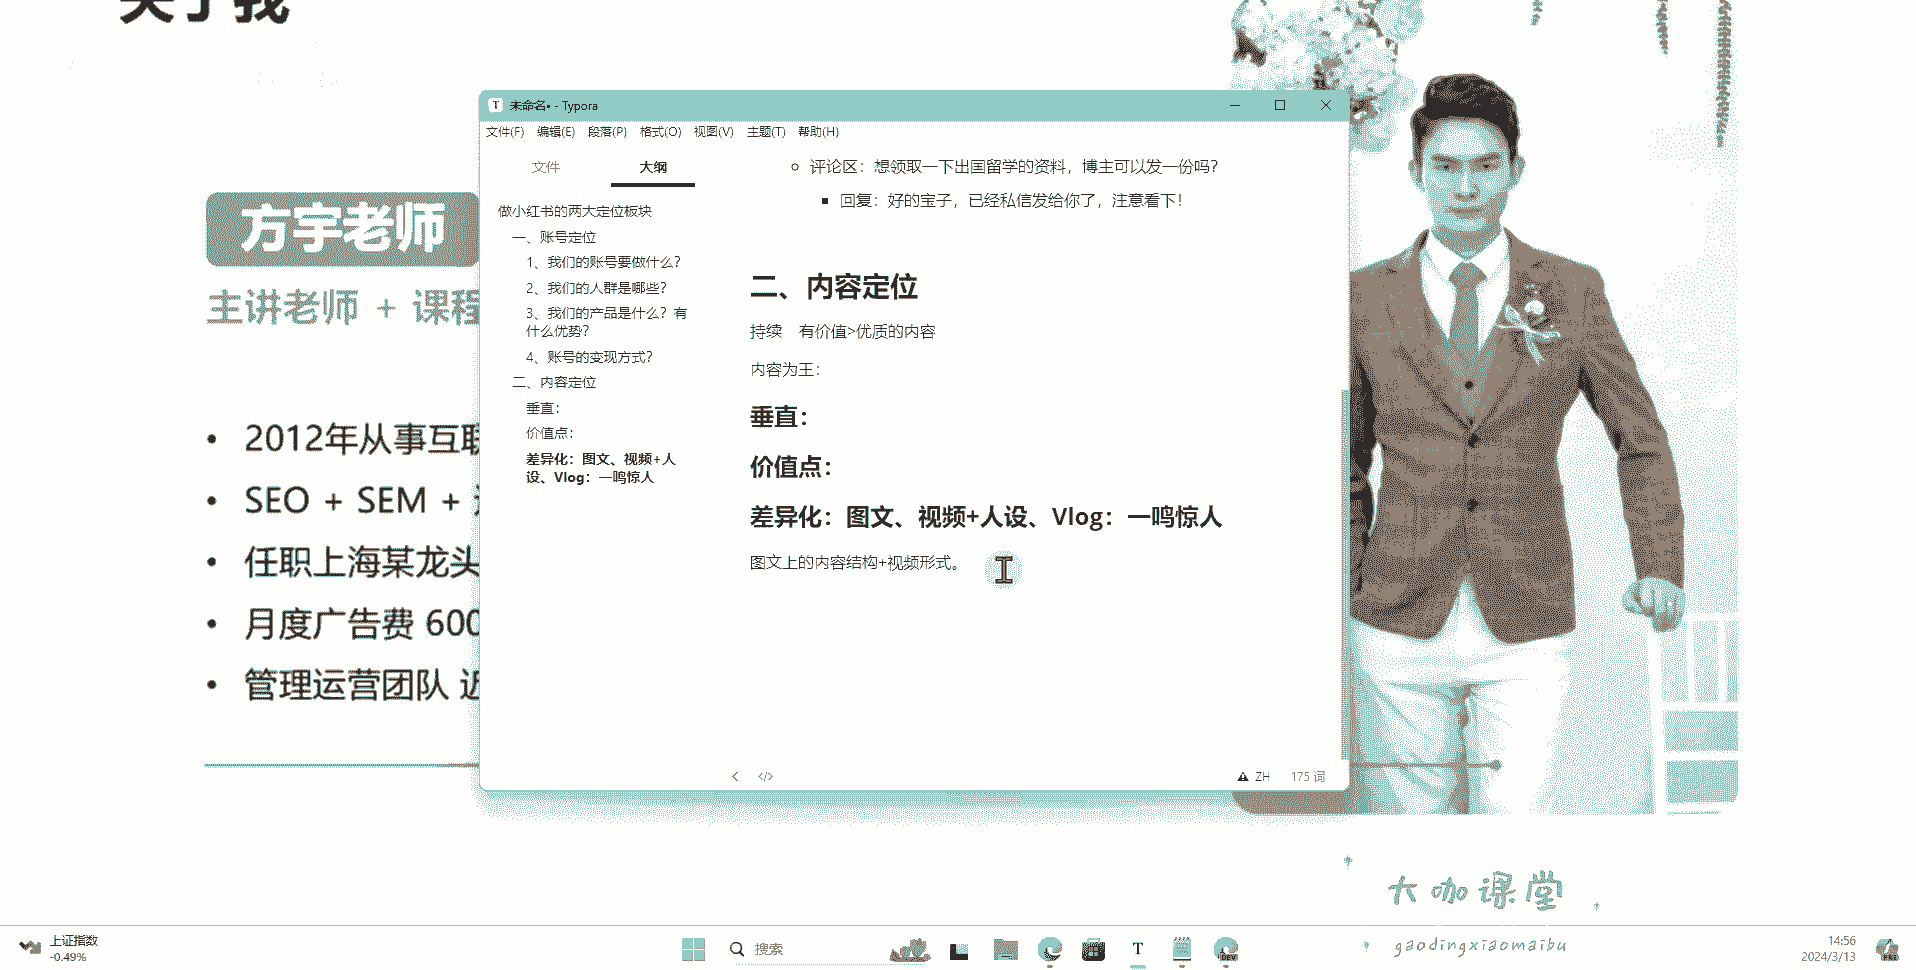 关于我
方宇老师
主讲老师 + 课程
• 2012年从事互联
• SEO + SEM +
• 任职上海某龙头
• 月度广告费 600
• 管理运营团队 近
未命名• - Typora
文件(F) 编辑(E) 段落(P) 格式(O) 视图(V) 主题(T) 帮助(H)
文件 大纲
做小红书的两大定位板块
一、账号定位
1、我们的账号要做什么？
2、我们的人群是哪些？
3、我们的产品是什么？有
什么优势？
4、账号的变现方式？
二、内容定位
垂直：
价值点：
差异化：图文、视频+人
设、Vlog：一鸣惊人
评论区：想领取一下出国留学的资料，博主可以发一份吗？
回复：好的宝子，已经私信发给你了，注意看下！
二、内容定位
持续 有价值>优质的内容
内容为王：
垂直：
价值点：
差异化：图文、视频+人设、Vlog：一鸣惊人
图文上的内容结构+视频形式。
ZH 175 词
大咖课堂
gaodingxiaomaibu
上证指数
-0.49%
搜索
T
DEV
14:56
2024/3/13
PRE